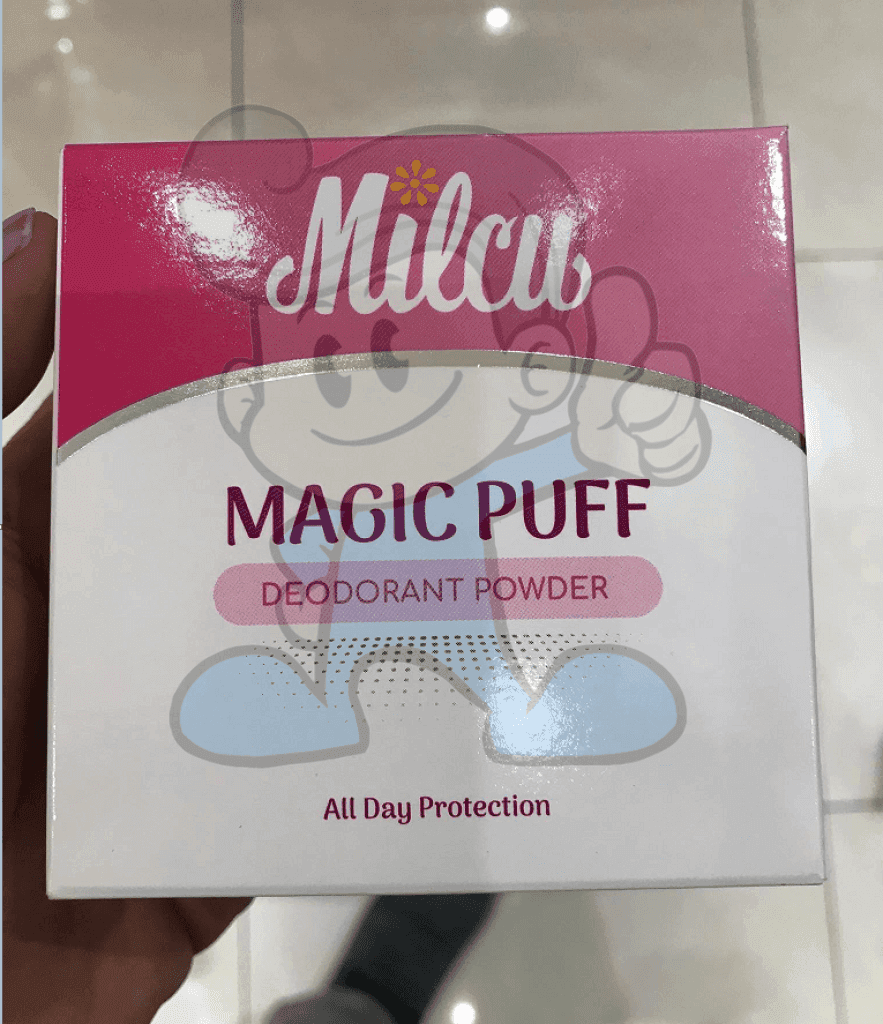 Milcu
MAGIC PUFF
DEODORANT POWDER
All Day Protection